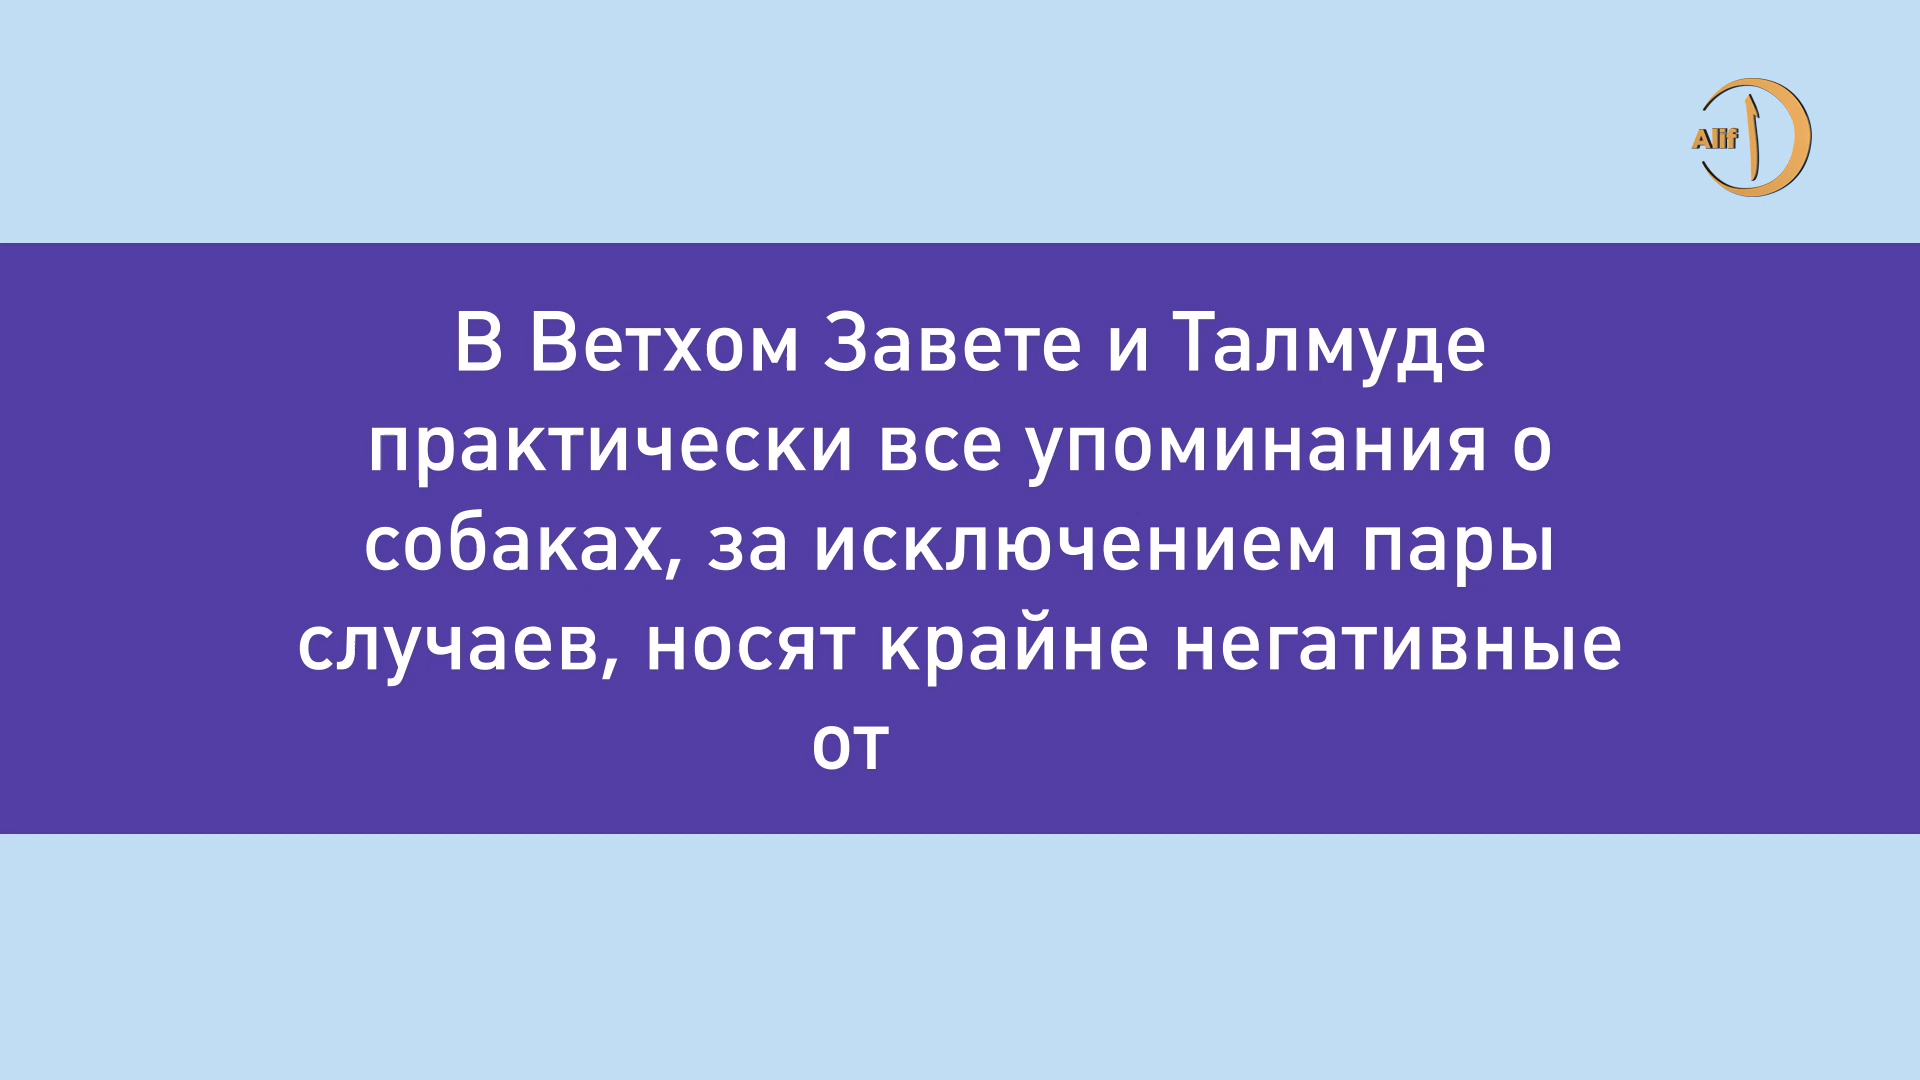 Alif
В Ветхом Завете и Талмуде
практически все упоминания о
собаках, за исключением пары
случаев, носят крайне негативные
от